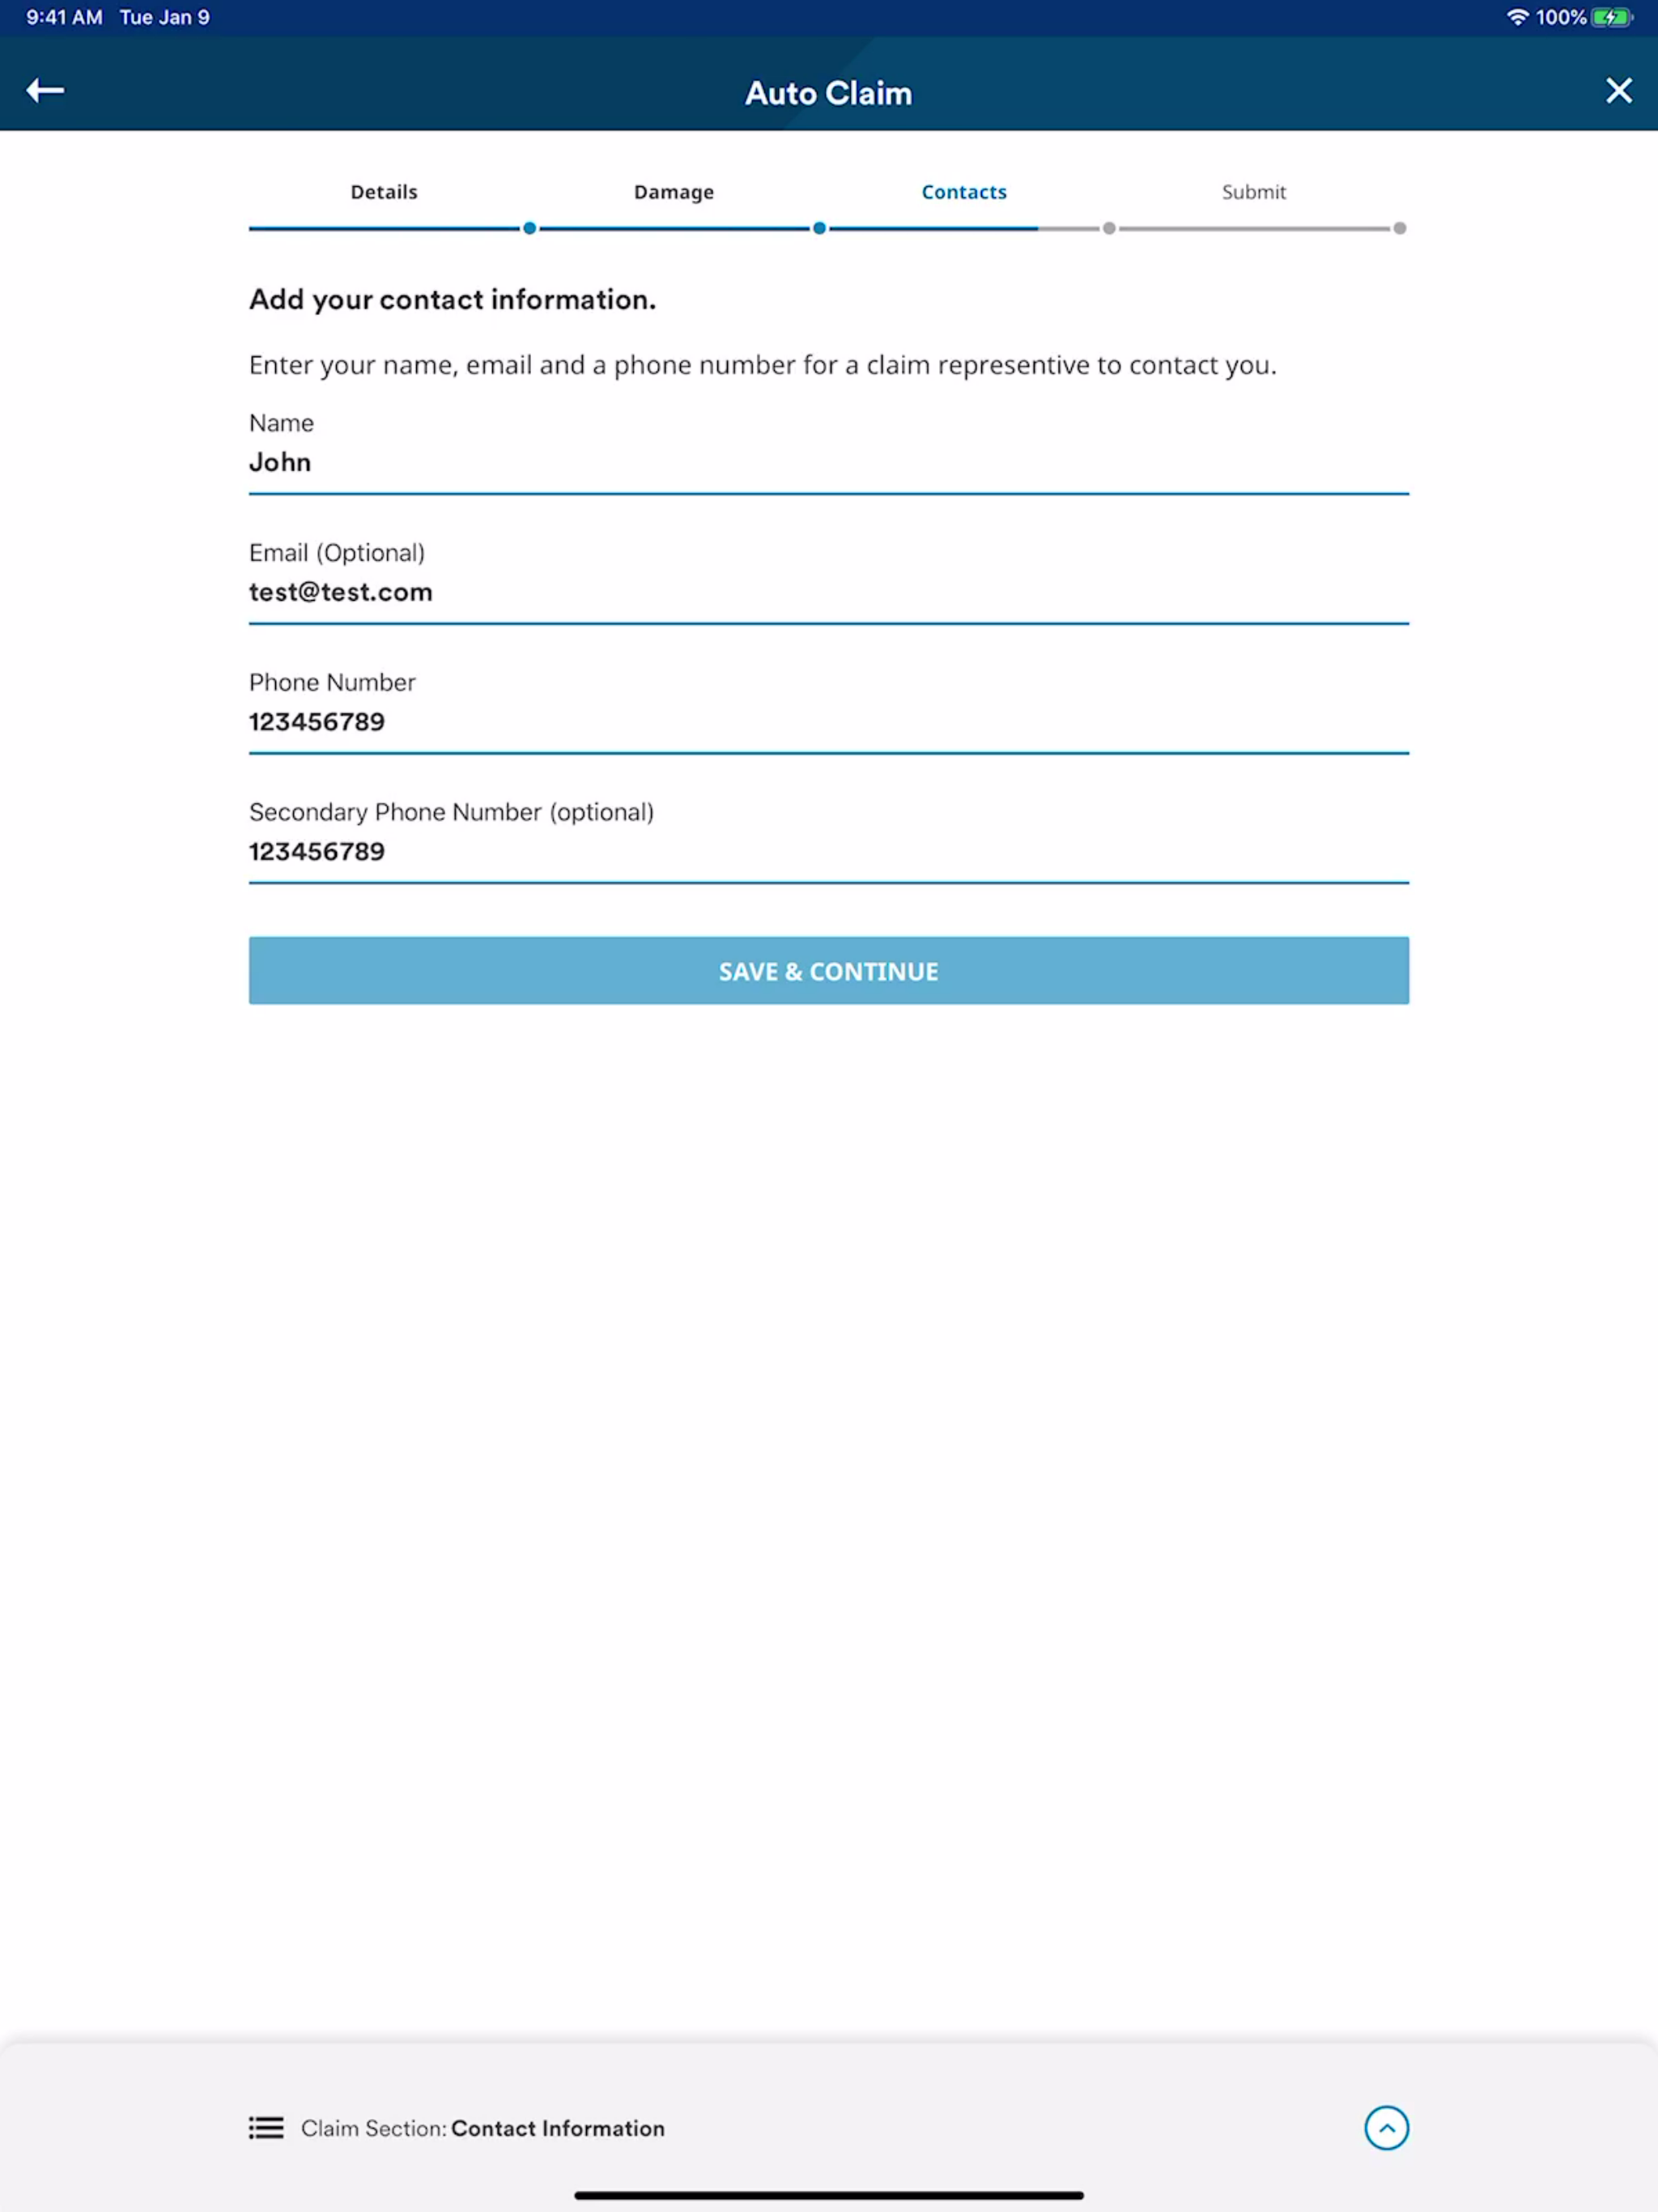 9:41 AM Tue Jan 9 100%
Auto Claim
Details Damage Contacts Submit
Add your contact information.
Enter your name, email and a phone number for a claim representive to contact you.
Name
John
Email (Optional)
test@test.com
Phone Number
123456789
Secondary Phone Number (optional)
123456789
SAVE & CONTINUE
Claim Section: Contact Information